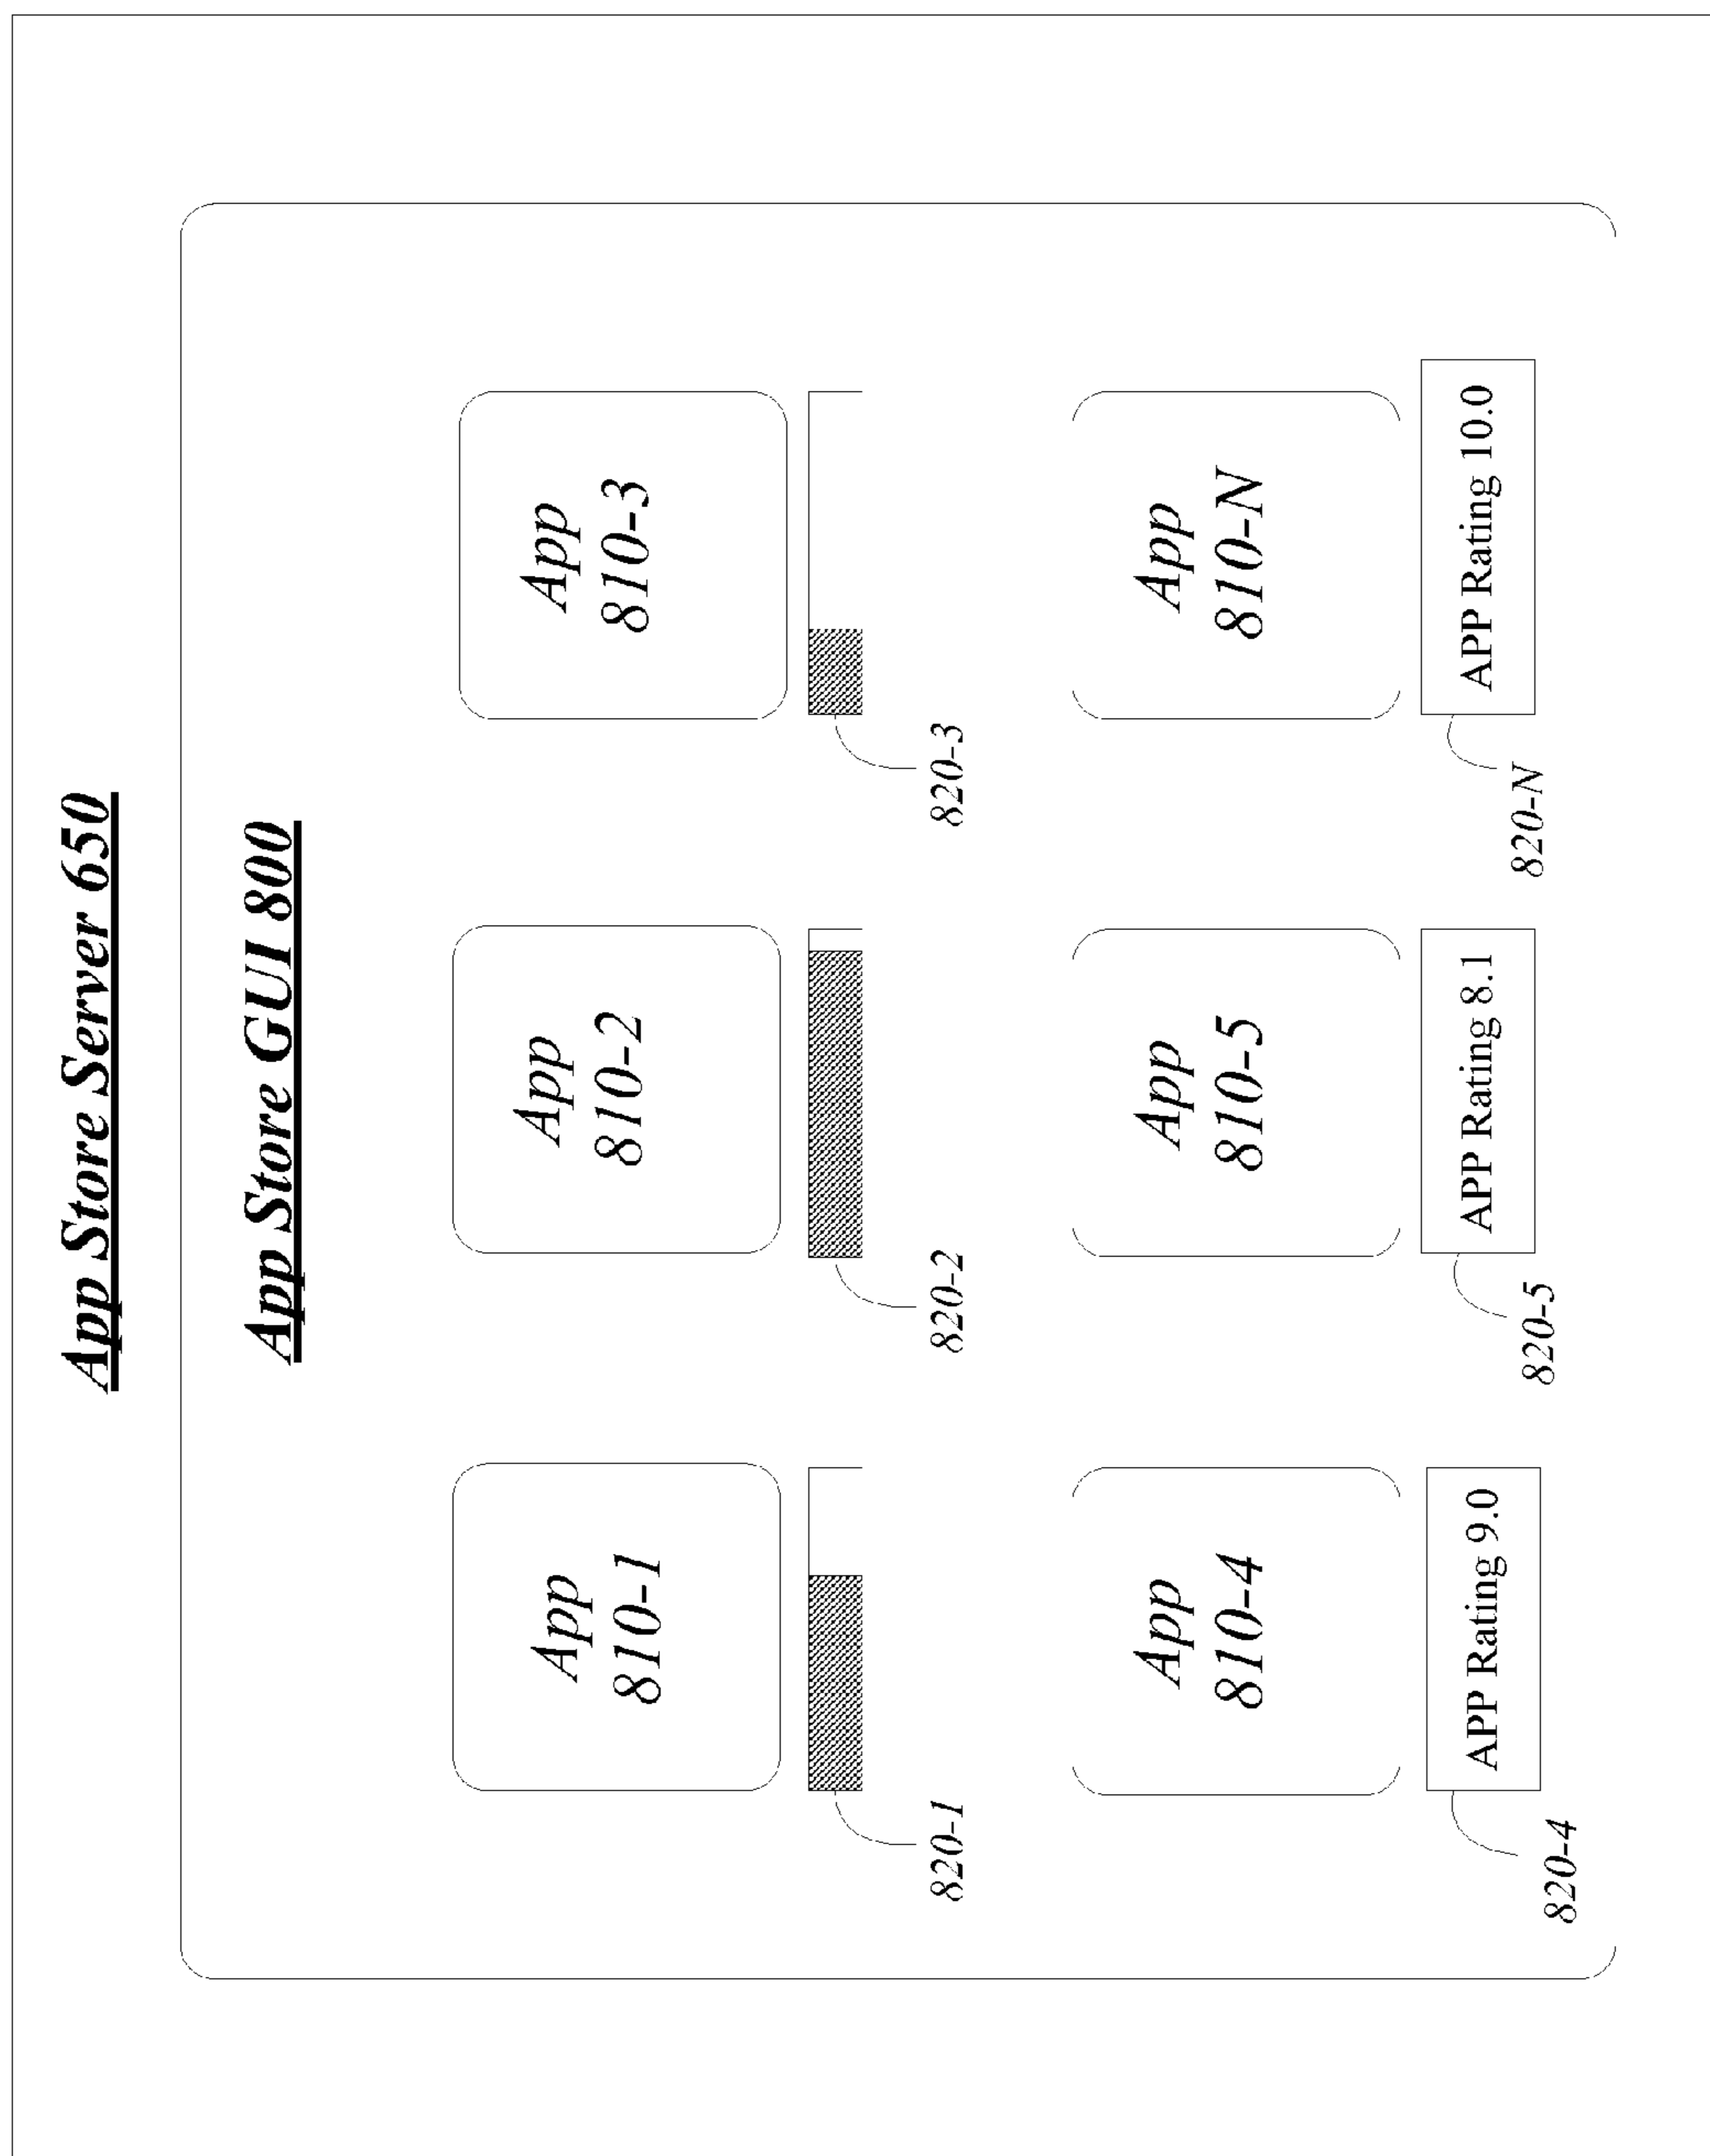 App Store Server 650
App Store GUI 800
App
810-1
App
810-2
App
810-3
820-1
820-2
820-3
App
810-4
App
810-5
App
810-N
APP Rating 9.0
APP Rating 8.1
APP Rating 10.0
820-4
820-5
820-N